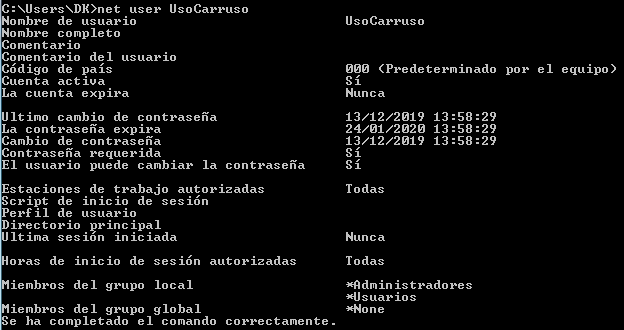 C:\Users\DK>net user UsoCarruso
Nombre de usuario UsoCarruso
Nombre completo
Comentario
Comentario del usuario
Código de país 000 (Predeterminado por el equipo)
Cuenta activa Sí
La cuenta expira Nunca
Ultimo cambio de contraseña 13/12/2019 13:58:29
La contraseña expira 24/01/2020 13:58:29
Cambio de contraseña 13/12/2019 13:58:29
Contraseña requerida Sí
El usuario puede cambiar la contraseña Sí
Estaciones de trabajo autorizadas Todas
Script de inicio de sesión
Perfil de usuario
Directorio principal
Ultima sesión iniciada Nunca
Horas de inicio de sesión autorizadas Todas
Miembros del grupo local *Administradores
*Usuarios
Miembros del grupo global *None
Se ha completado el comando correctamente.